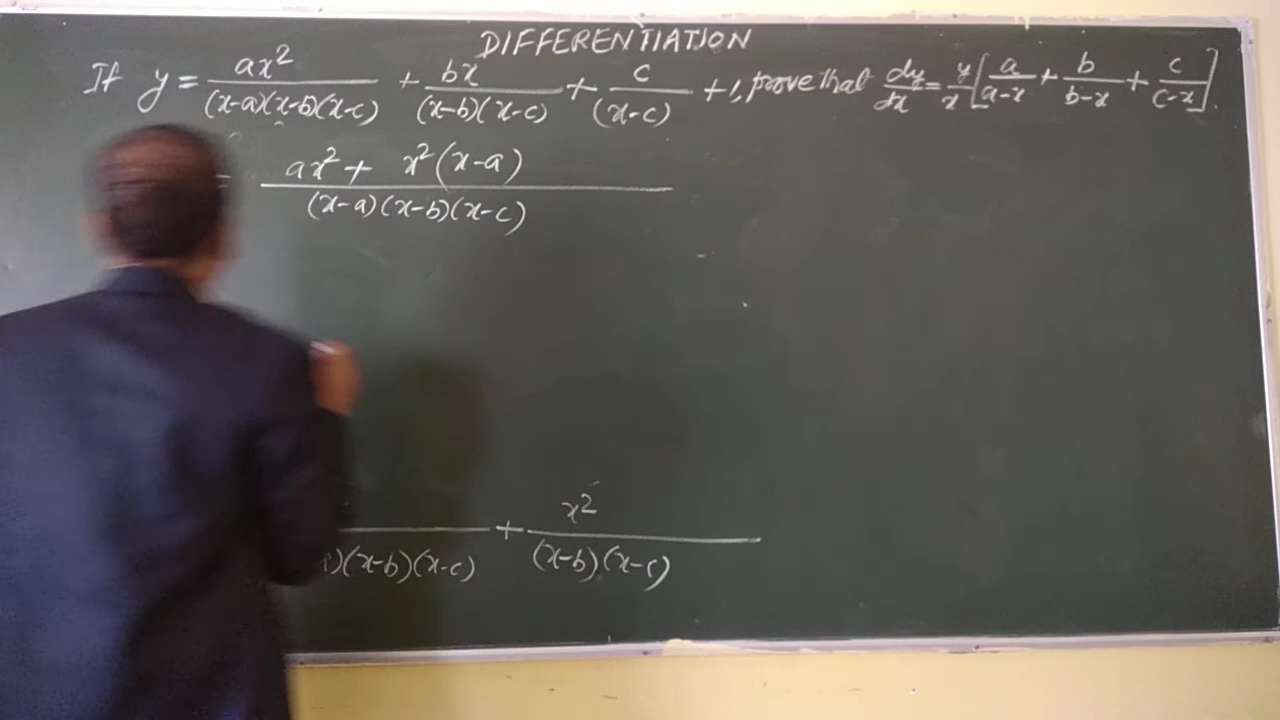 DIFFERENTIATION
If y = ax²/(x-a)(x-b)(x-c) + bx/(x-b)(x-c) + c/(x-c) + 1, prove that dy/dx = y/x [a/a-x + b/b-x + c/c-x].
= ax² + x²(x-a)/(x-a)(x-b)(x-c)
)(x-b)(x-c) + x²/(x-b)(x-c)